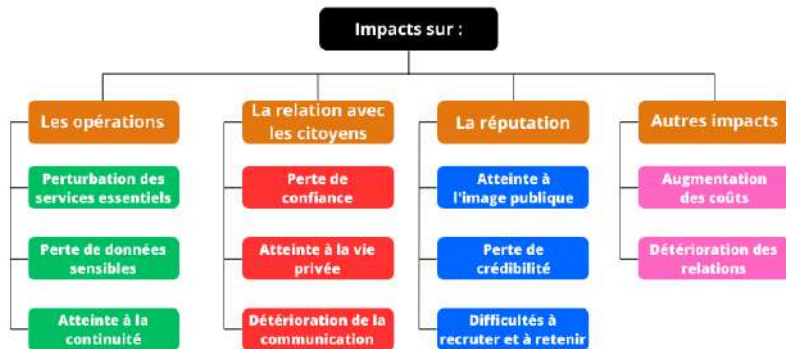 Impacts sur :
Les opérations
La relation avec
les citoyens
La réputation
Autres impacts
Perturbation des
services essentiels
Perte de
confiance
Atteinte à
l'image publique
Augmentation
des coûts
Perte de données
sensibles
Atteinte à la vie
privée
Perte de
crédibilité
Détérioration des
relations
Atteinte à la
continuité
Détérioration de la
communication
Difficultés à
recruter et à retenir